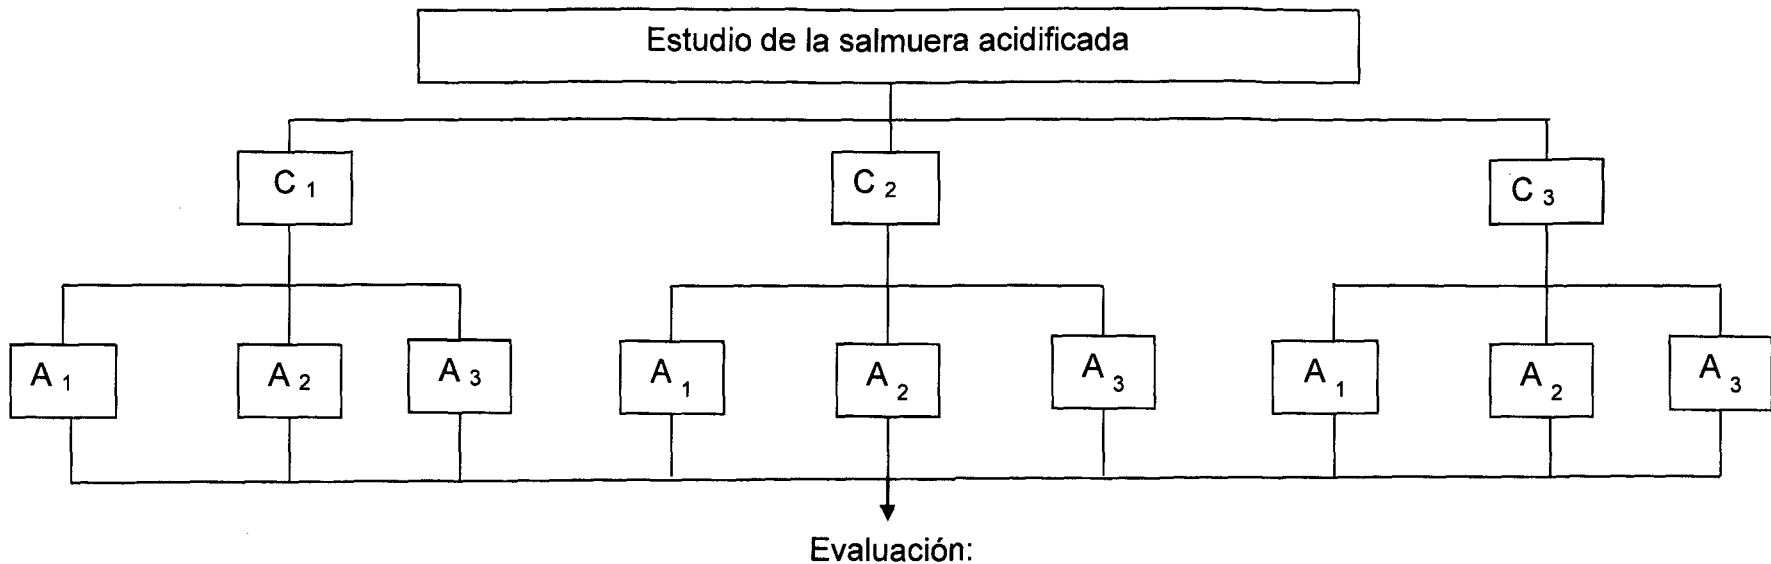 Estudio de la salmuera acidificada
C 1
C 2
C 3
A 1
A 2
A 3
A 1
A 2
A 3
A 1
A 2
A 3
Evaluación: